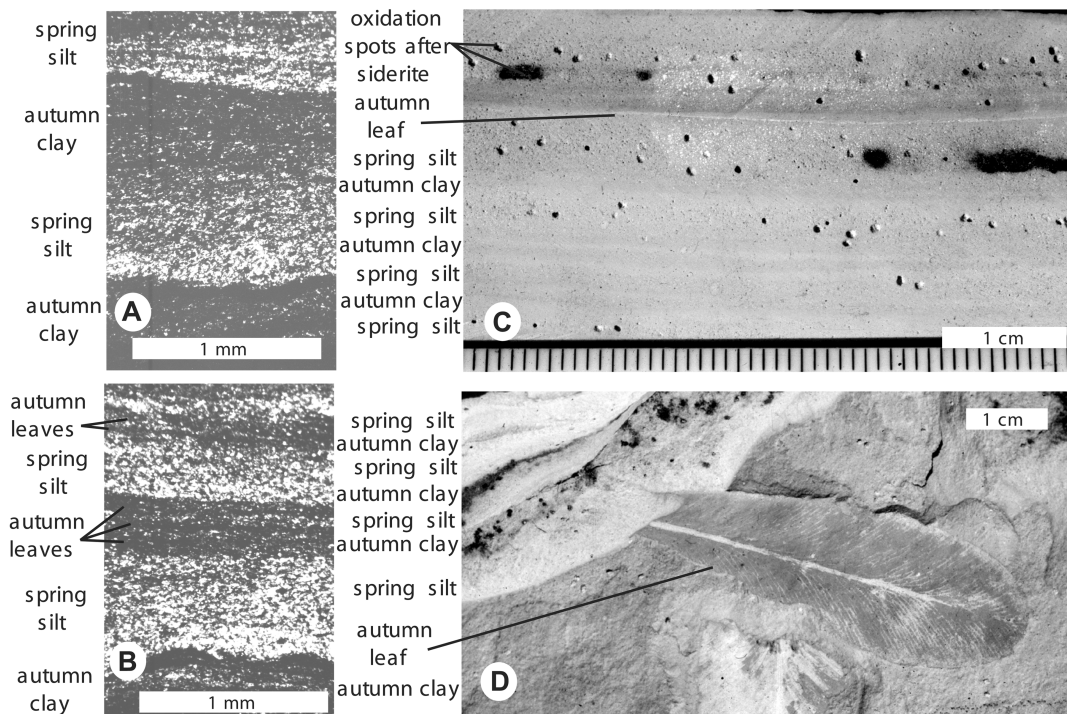 spring
silt
autumn
clay
spring
silt
autumn
clay
A
1 mm
oxidation
spots after
siderite
autumn
leaf
spring silt
autumn clay
spring silt
autumn clay
spring silt
autumn clay
spring silt
C
1 cm
autumn
leaves
spring
silt
autumn
leaves
spring
silt
autumn
clay
B
1 mm
spring silt
autumn clay
spring silt
autumn clay
spring silt
autumn clay
spring silt
autumn
leaf
autumn clay
D
1 cm